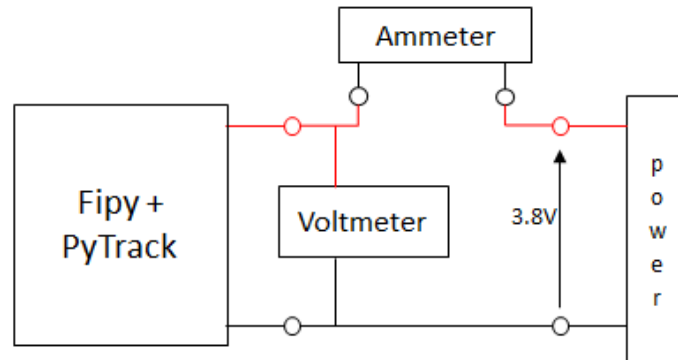 Ammeter
Fipy +
PyTrack
Voltmeter
3.8V
p
o
w
e
r